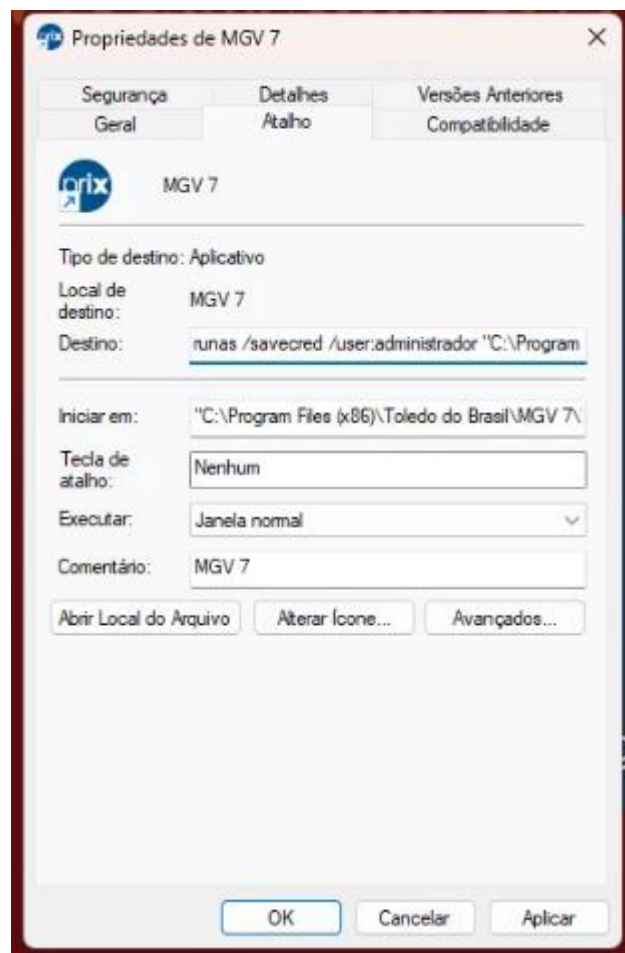 Propriedades de MGV 7
Segurança Detalhes Versões Anteriores
Geral Atalho Compatibilidade
prix MGV 7
Tipo de destino: Aplicativo
Local de destino: MGV 7
Destino: runas /savecred /user:administrador "C:\Program
Iniciar em: "C:\Program Files (x86)\Toledo do Brasil\MGV 7\
Tecla de atalho: Nenhum
Executar: Janela normal
Comentário: MGV 7
Abrir Local do Arquivo Alterar Ícone... Avançados...
OK Cancelar Aplicar